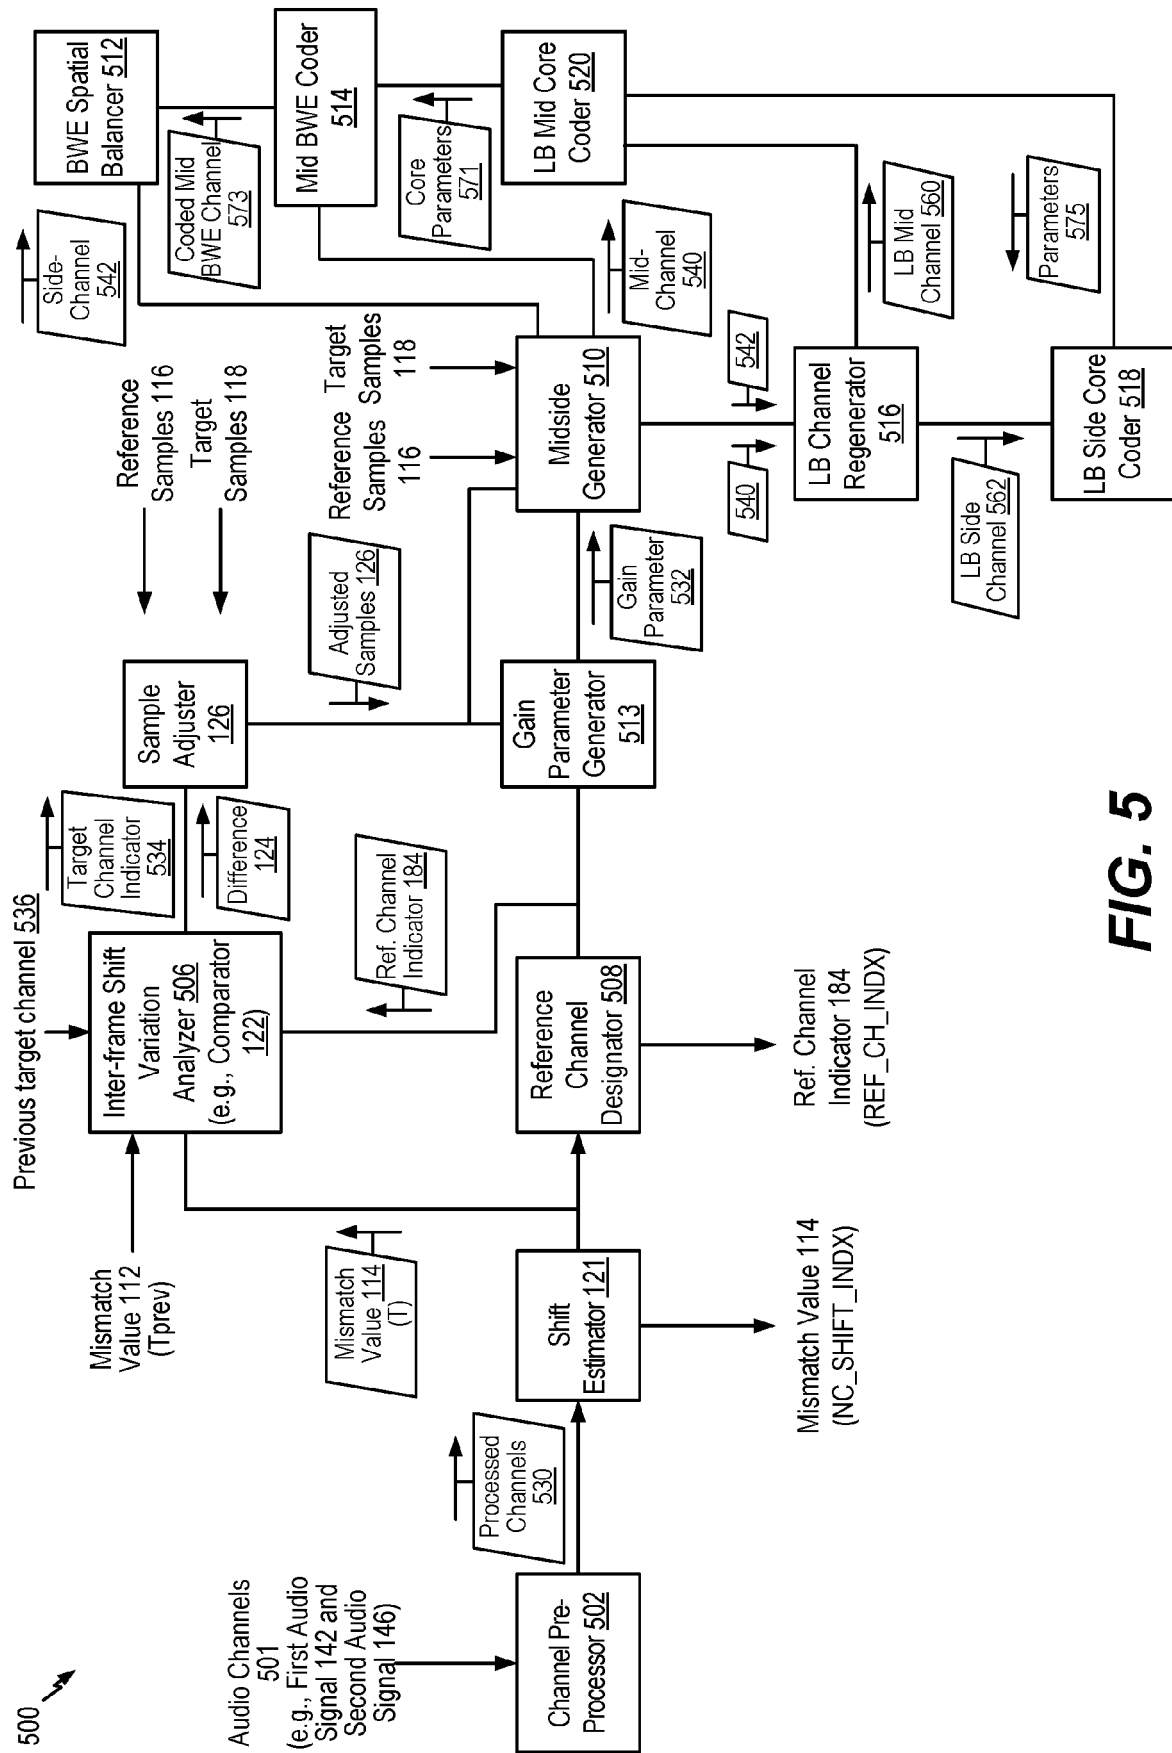 500
Audio Channels
501
(e.g., First Audio
Signal 142 and
Second Audio
Signal 146)
Channel Pre-
Processor 502
Processed
Channels
530
Shift
Estimator 121
Mismatch Value 114
(NC_SHIFT_INDX)
Mismatch
Value 114
(T)
Mismatch
Value 112
(Tprev)
Previous target channel 536
Inter-frame Shift
Variation
Analyzer 506
(e.g., Comparator
122)
Reference
Channel
Designator 508
Ref. Channel
Indicator 184
(REF_CH_INDX)
Ref. Channel
Indicator 184
Target
Channel
Indicator
534
Difference
124
Sample
Adjuster
126
Reference
Samples 116
Target
Samples 118
Adjusted
Samples 126
Gain
Parameter
Generator
513
Gain
Parameter
532
Reference
Samples
116
Target
Samples
118
Midside
Generator 510
Side-
Channel
542
Mid-
Channel
540
BWE Spatial
Balancer 512
Coded Mid
BWE Channel
573
Mid BWE Coder
514
Core
Parameters
571
LB Mid Core
Coder 520
540
542
LB Channel
Regenerator
516
LB Mid
Channel 560
LB Side
Channel 562
LB Side Core
Coder 518
Parameters
575
FIG. 5